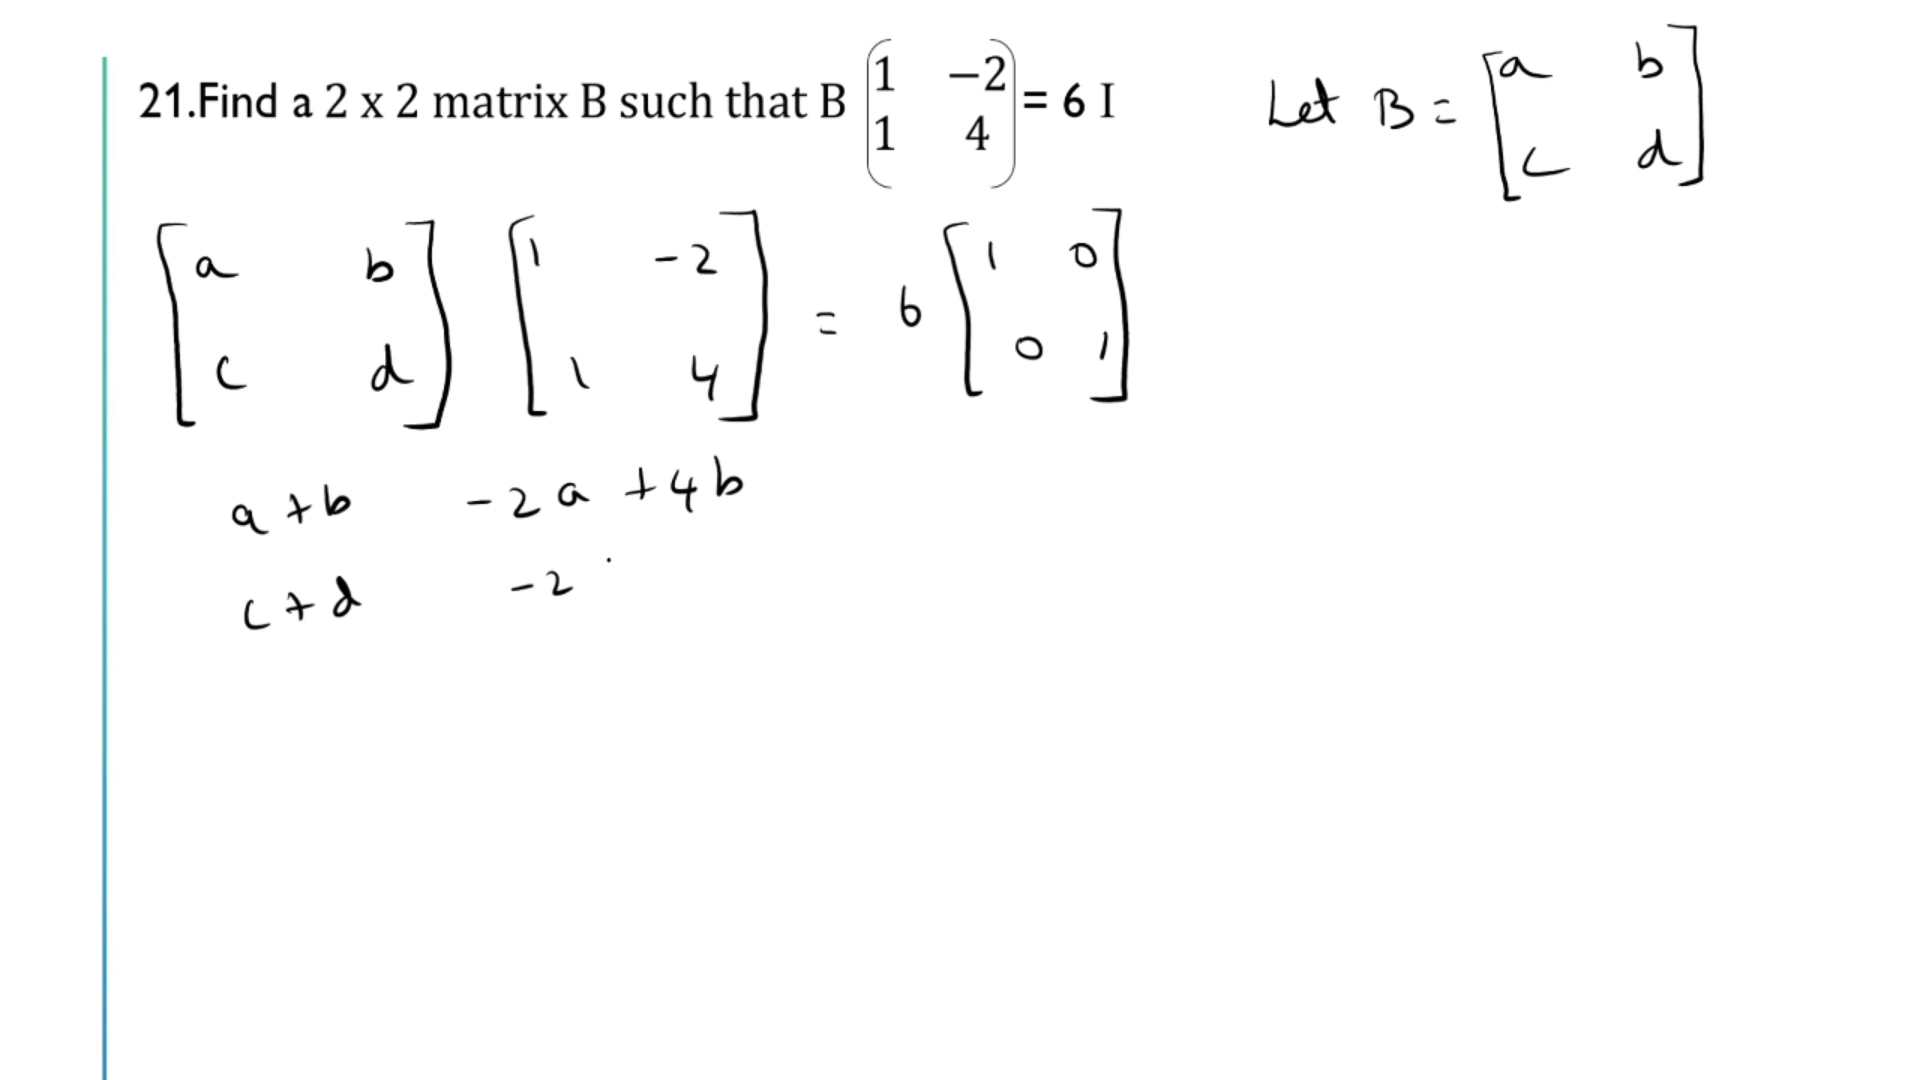 21.Find a 2 x 2 matrix B such that B (1 −2 1 4) = 6 I
Let B = [a b c d]
[a b c d] [1 -2 1 4] = 6 [1 0 0 1]
a + b -2a + 4b
c + d -2